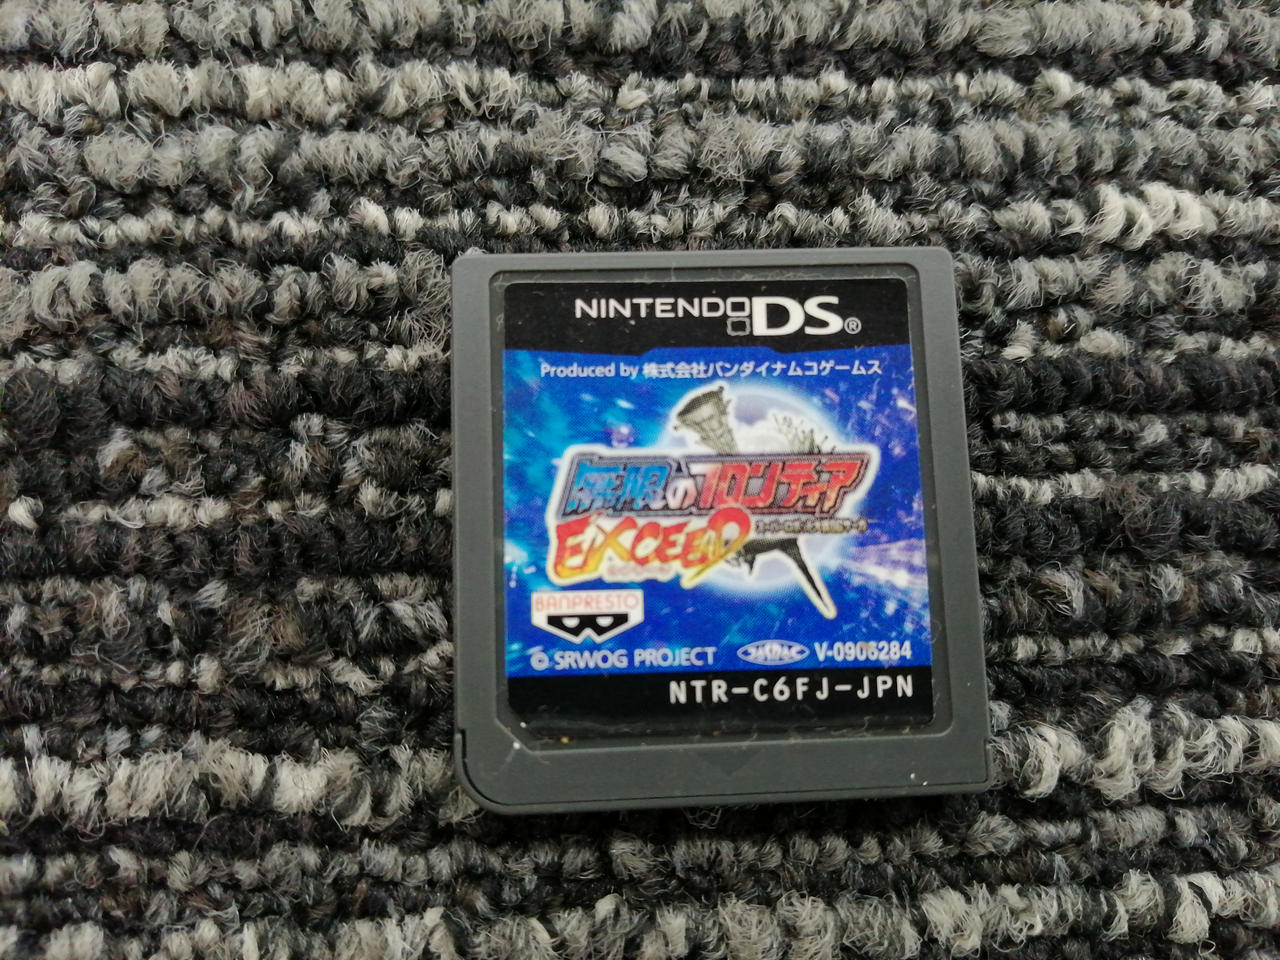 NINTENDO DS®
Produced by 株式会社バンダイナムコゲームス
無限のフロンティア
EXCEED
BANPRESTO
© SRWOG PROJECT
V-0906284
NTR-C6FJ-JPN